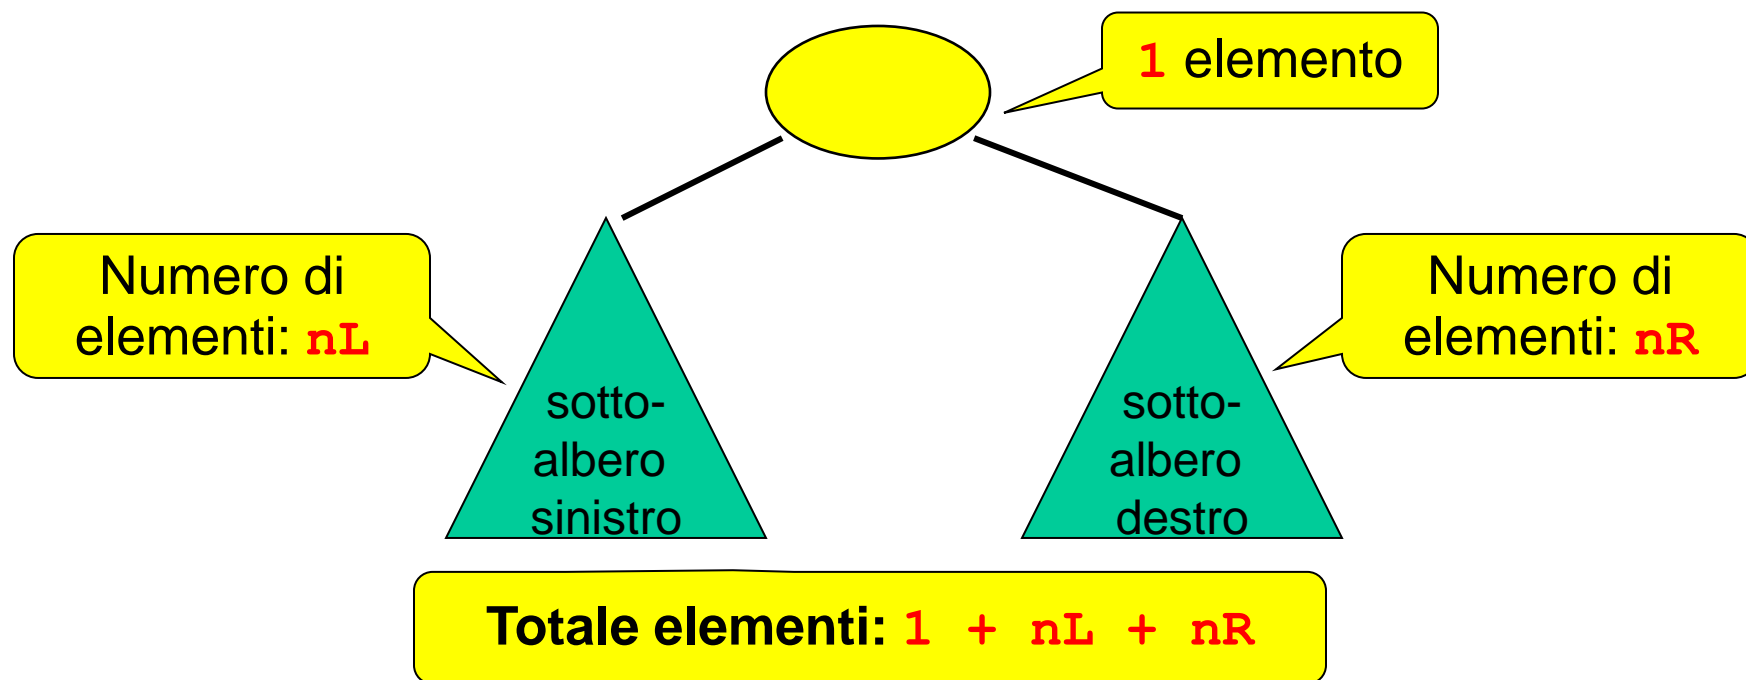 1 elemento
Numero di
elementi: nL
Numero di
elementi: nR
sotto-
albero
sinistro
sotto-
albero
destro
Totale elementi: 1 + nL + nR